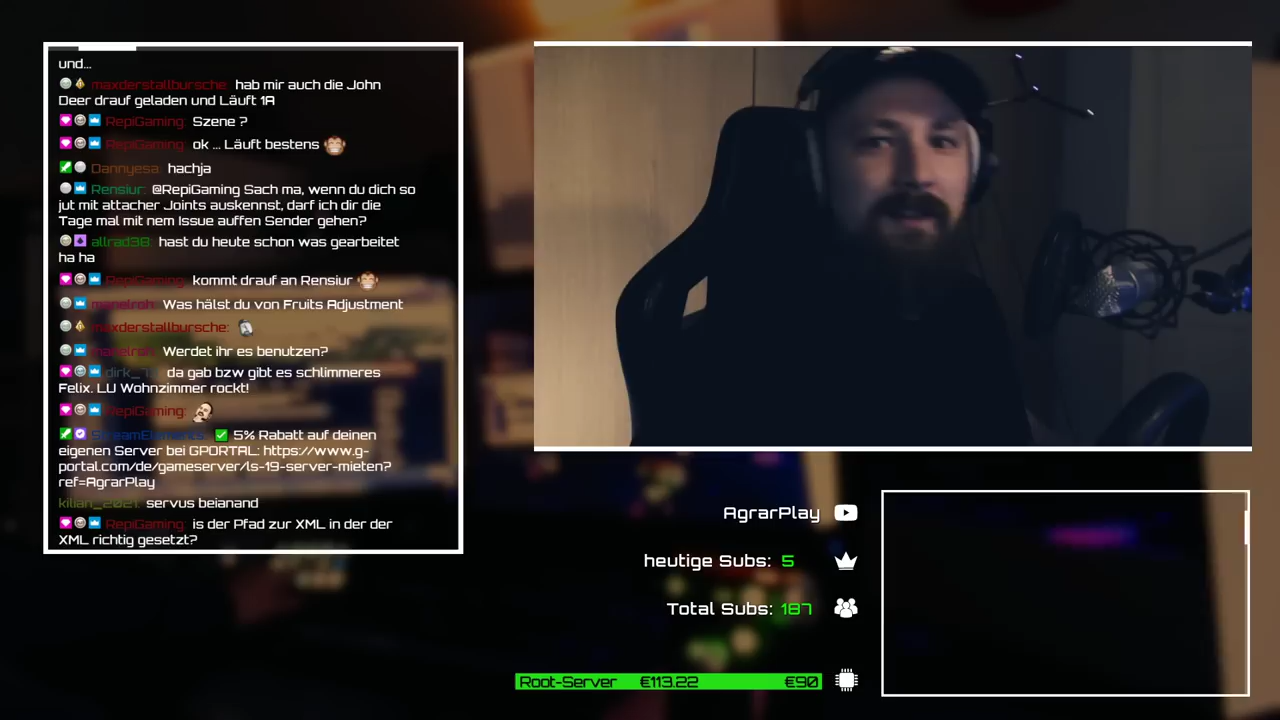 und...
maxderstallbursche: hab mir auch die John
Deer drauf geladen und Läuft 1A
RepiGaming: Szene ?
RepiGaming: ok ... Läuft bestens
Dannyesa: hachja
Rensiur: @RepiGaming Sach ma, wenn du dich so
jut mit attacher Joints auskennst, darf ich dir die
Tage mal mit nem Issue auffen Sender gehen?
allrad38: hast du heute schon was gearbeitet
ha ha
RepiGaming: kommt drauf an Rensiur
manelroh: Was hälst du von Fruits Adjustment
maxderstallbursche:
manelroh: Werdet ihr es benutzen?
da gab bzw gibt es schlimmeres
Felix. LU Wohnzimmer rockt!
RepiGaming:
StreamElements: 5% Rabatt auf deinen
eigenen Server bei GPORTAL: https://www.g-
portal.com/de/gameserver/ls-19-server-mieten?
ref=AgrarPlay
kilian_2021: servus beianand
RepiGaming: is der Pfad zur XML in der der
XML richtig gesetzt?
AgrarPlay
heutige Subs: 5
Total Subs: 187
Root-Server €113.22 €90